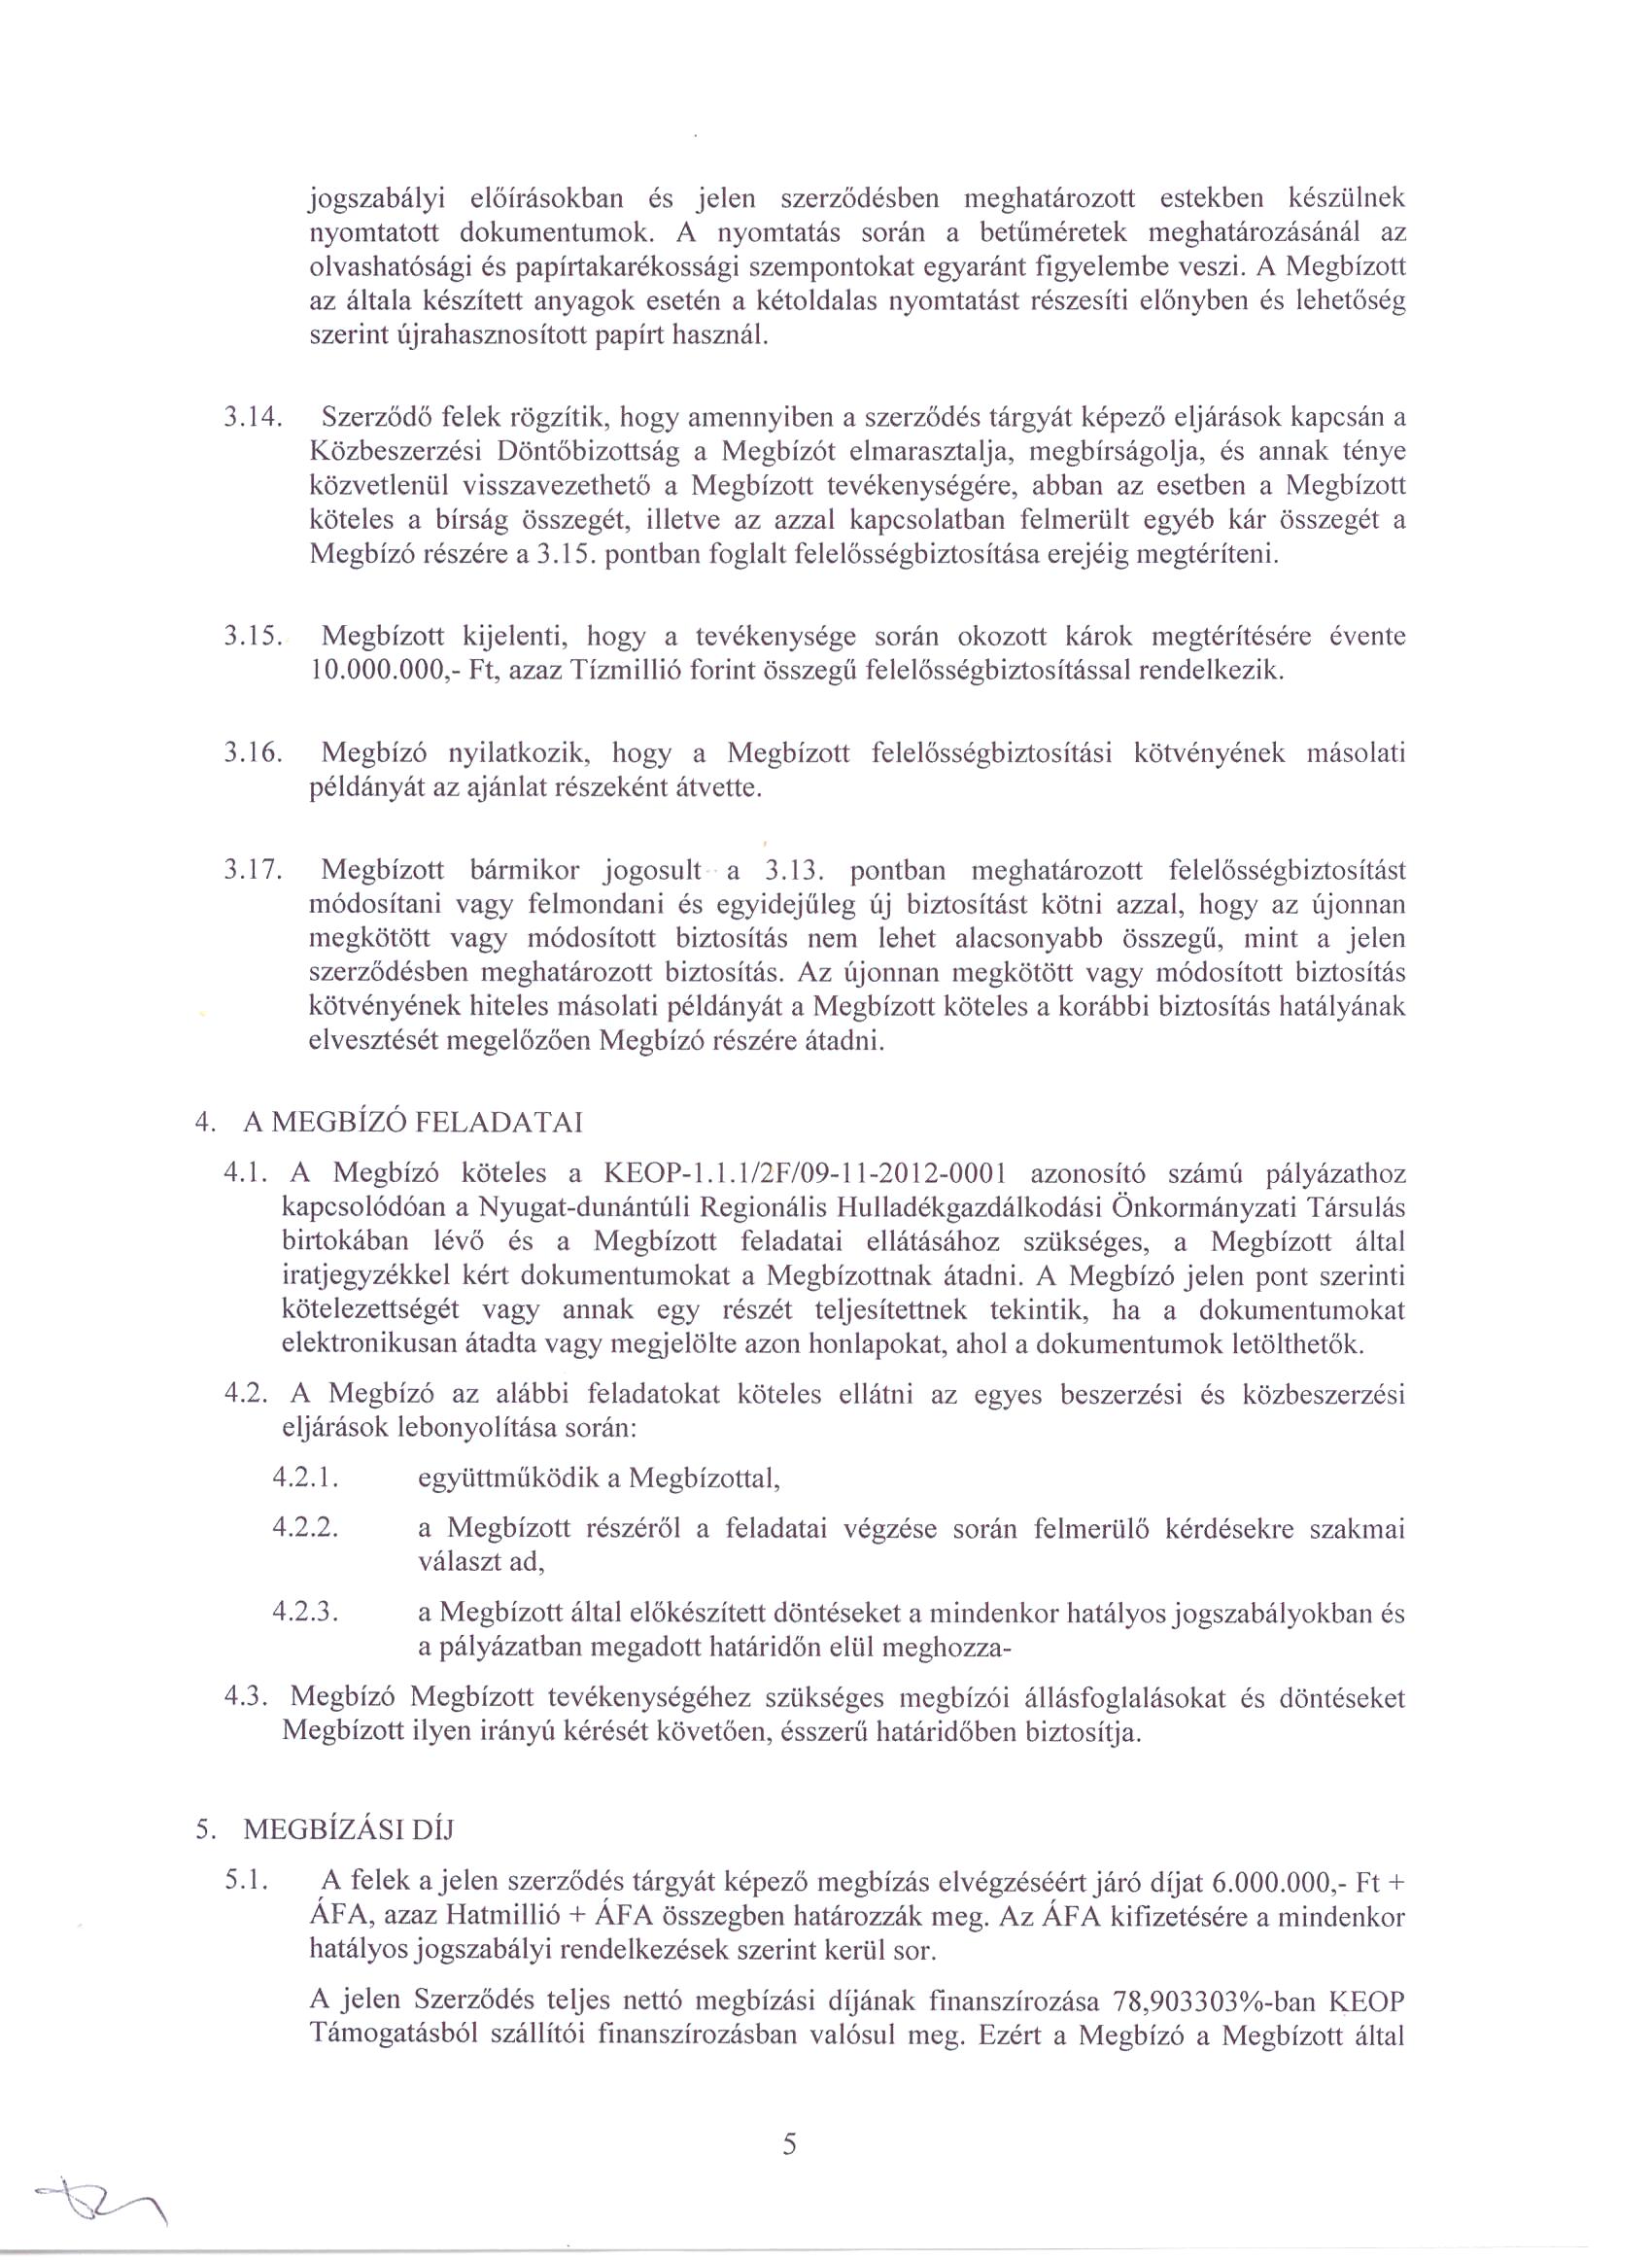 jogszabályi előírásokban és jelen szerződésben meghatározott estekben készülnek
nyomtatott dokumentumok. A nyomtatás során a betűméretek meghatározásánál az
olvashatósági és papírtakarékossági szempontokat egyaránt figyelembe veszi. A Megbízott
az általa készített anyagok esetén a kétoldalas nyomtatást részesíti előnyben és lehetőség
szerint újrahasznosított papírt használ.
3.14. Szerződő felek rögzítik, hogy amennyiben a szerződés tárgyát képező eljárások kapcsán a
Közbeszerzési Döntőbizottság a Megbízót elmarasztalja, megbírságolja, és annak ténye
közvetlenül visszavezethető a Megbízott tevékenységére, abban az esetben a Megbízott
köteles a bírság összegét, illetve az azzal kapcsolatban felmerült egyéb kár összegét a
Megbízó részére a 3.15. pontban foglalt felelősségbiztosítása erejéig megtéríteni.
3.15. Megbízott kijelenti, hogy a tevékenysége során okozott károk megtérítésére évente
10.000.000,- Ft, azaz Tízmillió forint összegű felelősségbiztosítással rendelkezik.
3.16. Megbízó nyilatkozik, hogy a Megbízott felelősségbiztosítási kötvényének másolati
példányát az ajánlat részeként átvette.
3.17. Megbízott bármikor jogosult a 3.13. pontban meghatározott felelősségbiztosítást
módosítani vagy felmondani és egyidejűleg új biztosítást kötni azzal, hogy az újonnan
megkötött vagy módosított biztosítás nem lehet alacsonyabb összegű, mint a jelen
szerződésben meghatározott biztosítás. Az újonnan megkötött vagy módosított biztosítás
kötvényének hiteles másolati példányát a Megbízott köteles a korábbi biztosítás hatályának
elvesztését megelőzően Megbízó részére átadni.
4. A MEGBÍZÓ FELADATAI
4.1. A Megbízó köteles a KEOP-1.1.1/2F/09-11-2012-0001 azonosító számú pályázathoz
kapcsolódóan a Nyugat-dunántúli Regionális Hulladékgazdálkodási Önkormányzati Társulás
birtokában lévő és a Megbízott feladatai ellátásához szükséges, a Megbízott által
iratjegyzékkel kért dokumentumokat a Megbízottnak átadni. A Megbízó jelen pont szerinti
kötelezettségét vagy annak egy részét teljesítettnek tekintik, ha a dokumentumokat
elektronikusan átadta vagy megjelölte azon honlapokat, ahol a dokumentumok letölthetők.
4.2. A Megbízó az alábbi feladatokat köteles ellátni az egyes beszerzési és közbeszerzési
eljárások lebonyolítása során:
4.2.1. együttműködik a Megbízottal,
4.2.2. a Megbízott részéről a feladatai végzése során felmerülő kérdésekre szakmai
választ ad,
4.2.3. a Megbízott által előkészített döntéseket a mindenkor hatályos jogszabályokban és
a pályázatban megadott határidőn elül meghozza-
4.3. Megbízó Megbízott tevékenységéhez szükséges megbízói állásfoglalásokat és döntéseket
Megbízott ilyen irányú kérését követően, ésszerű határidőben biztosítja.
5. MEGBÍZÁSI DÍJ
5.1. A felek a jelen szerződés tárgyát képező megbízás elvégzéséért járó díjat 6.000.000,- Ft +
ÁFA, azaz Hatmillió + ÁFA összegben határozzák meg. Az ÁFA kifizetésére a mindenkor
hatályos jogszabályi rendelkezések szerint kerül sor.
A jelen Szerződés teljes nettó megbízási díjának finanszírozása 78,903303%-ban KEOP
Támogatásból szállítói finanszírozásban valósul meg. Ezért a Megbízó a Megbízott által
5